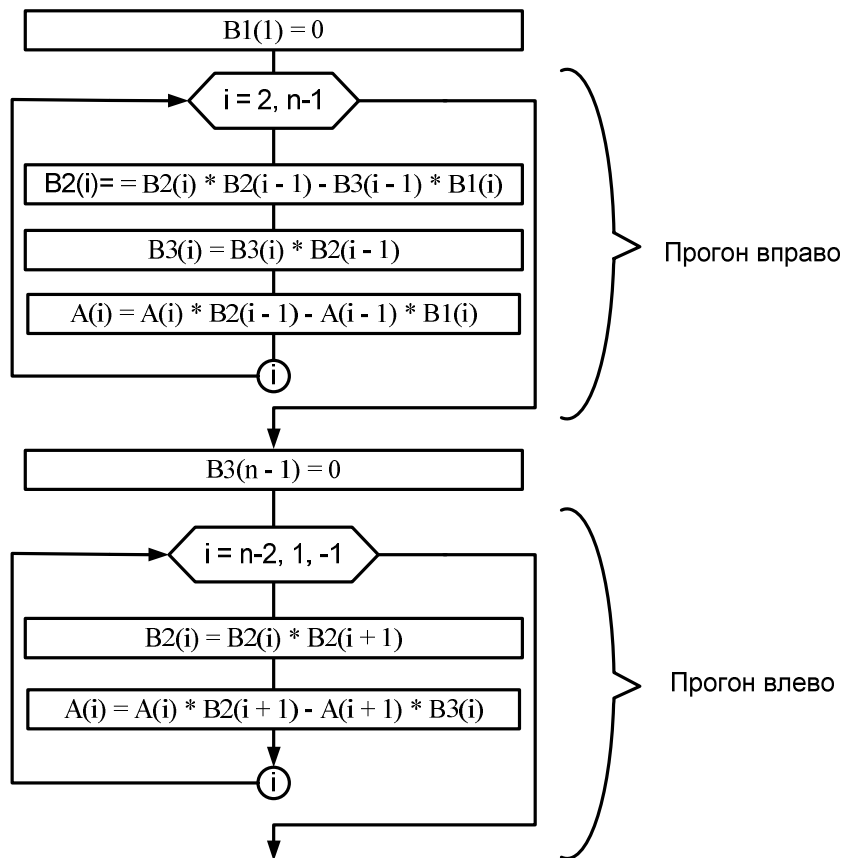 B1(1) = 0
i = 2, n-1
B2(i)= = B2(i) * B2(i - 1) - B3(i-1) * B1(i)
B3(i) = B3(i) * B2(i-1)
Прогон вправо
A(i) = A(i) * B2(i-1) - A(i - 1) * B1(i)
i
B3(n - 1) = 0
i = n-2, 1, -1
B2(i) = B2(i) * B2(i + 1)
Прогон влево
A(i) = A(i) * B2(i + 1) - A(i + 1) * B3(i)
i